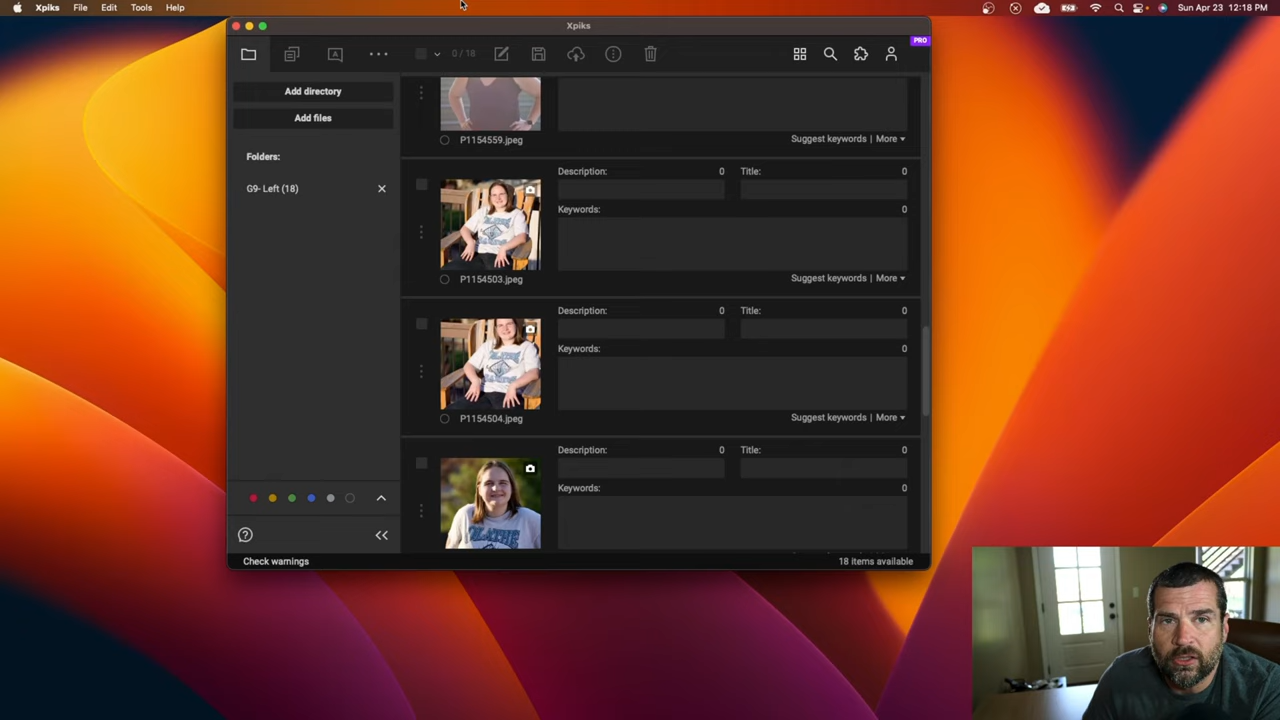 Xpiks File Edit Tools Help
Sun Apr 23 12:18 PM
Xpiks
PRO
0 / 18
Add directory
Add files
Folders:
G9- Left (18)
P1154559.jpeg
Suggest keywords | More
Description: 0 Title: 0
Keywords: 0
P1154503.jpeg
Suggest keywords | More
Description: 0 Title: 0
Keywords: 0
P1154504.jpeg
Suggest keywords | More
Description: 0 Title: 0
Keywords: 0
OLATHE
Check warnings
18 items available